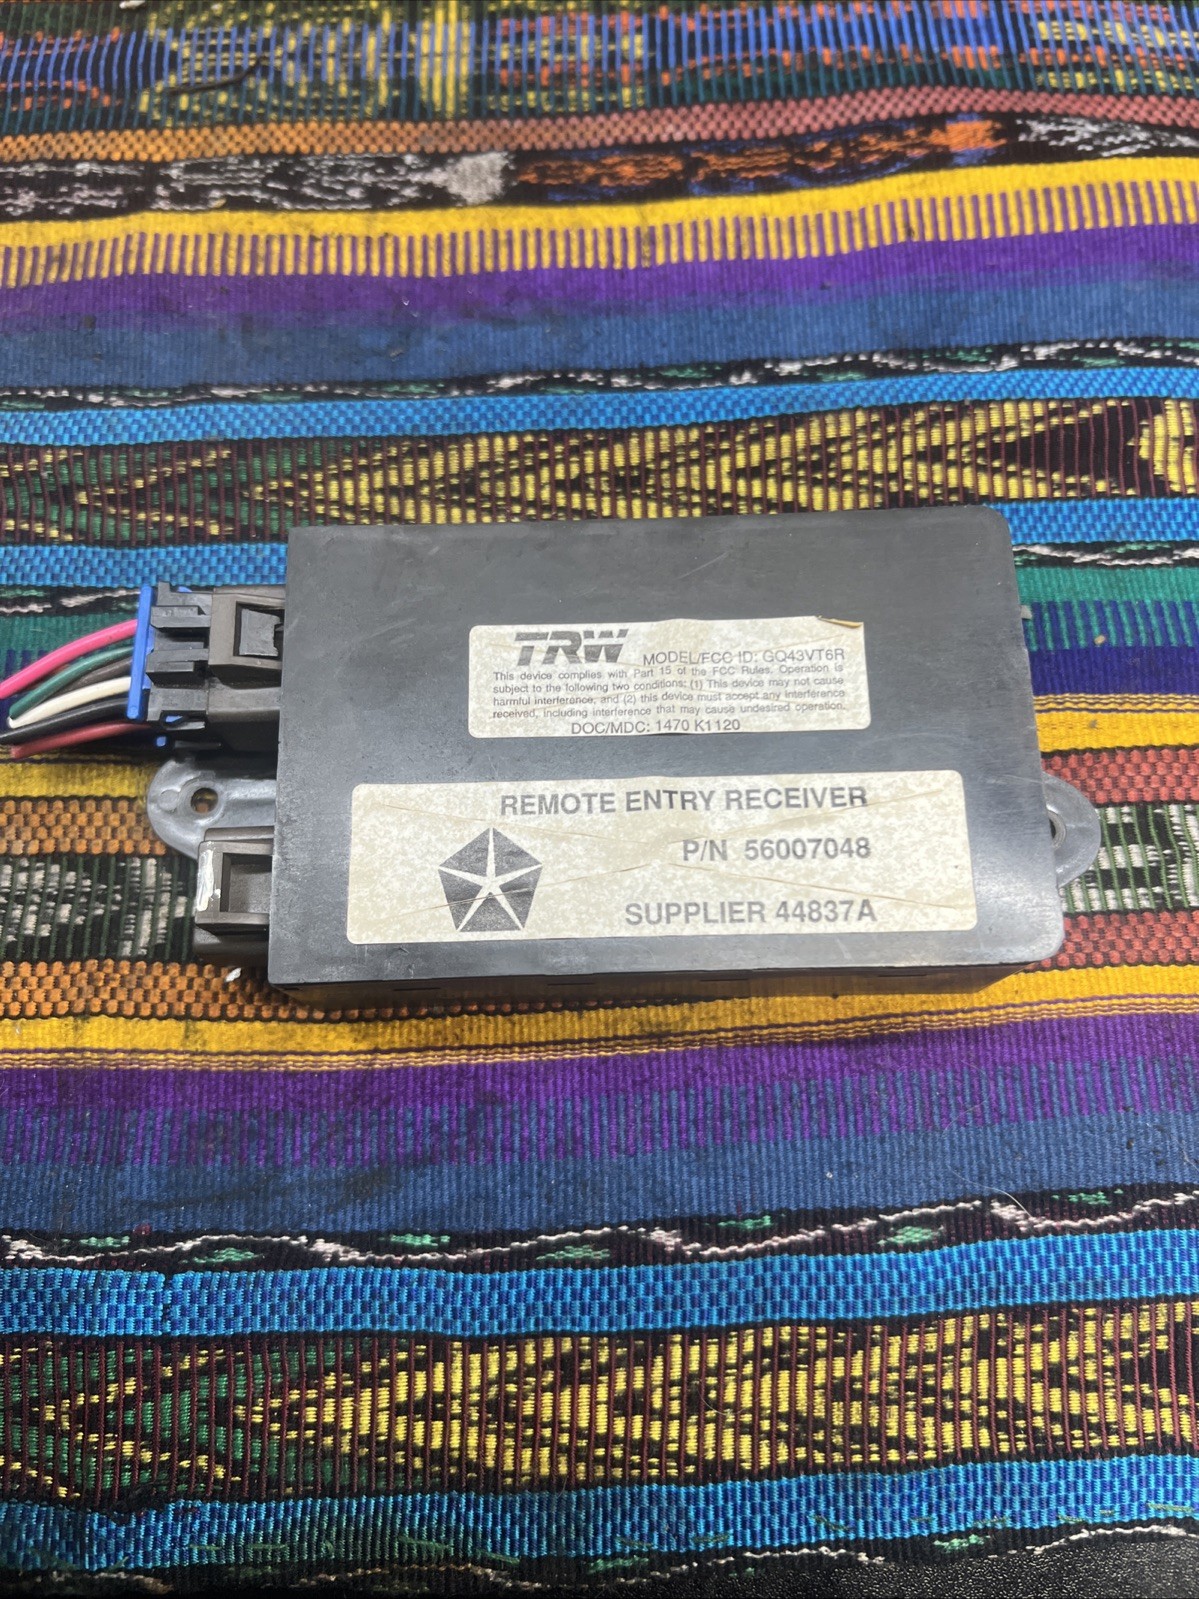 TRW MODEL/FCC ID: GQ43VT6R
This device complies with Part 15 of the FCC Rules. Operation is
subject to the following two conditions: (1) This device may not cause
harmful interference, and (2) this device must accept any interference
received, including interference that may cause undesired operation.
DOC/MDC: 1470 K1120
REMOTE ENTRY RECEIVER
P/N 56007048
SUPPLIER 44837A